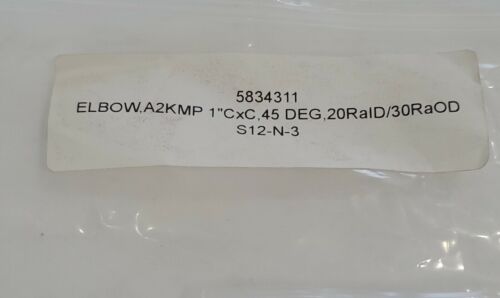 5834311
ELBOW,A2KMP 1"CxC,45 DEG,20RaID/30RaOD
S12-N-3